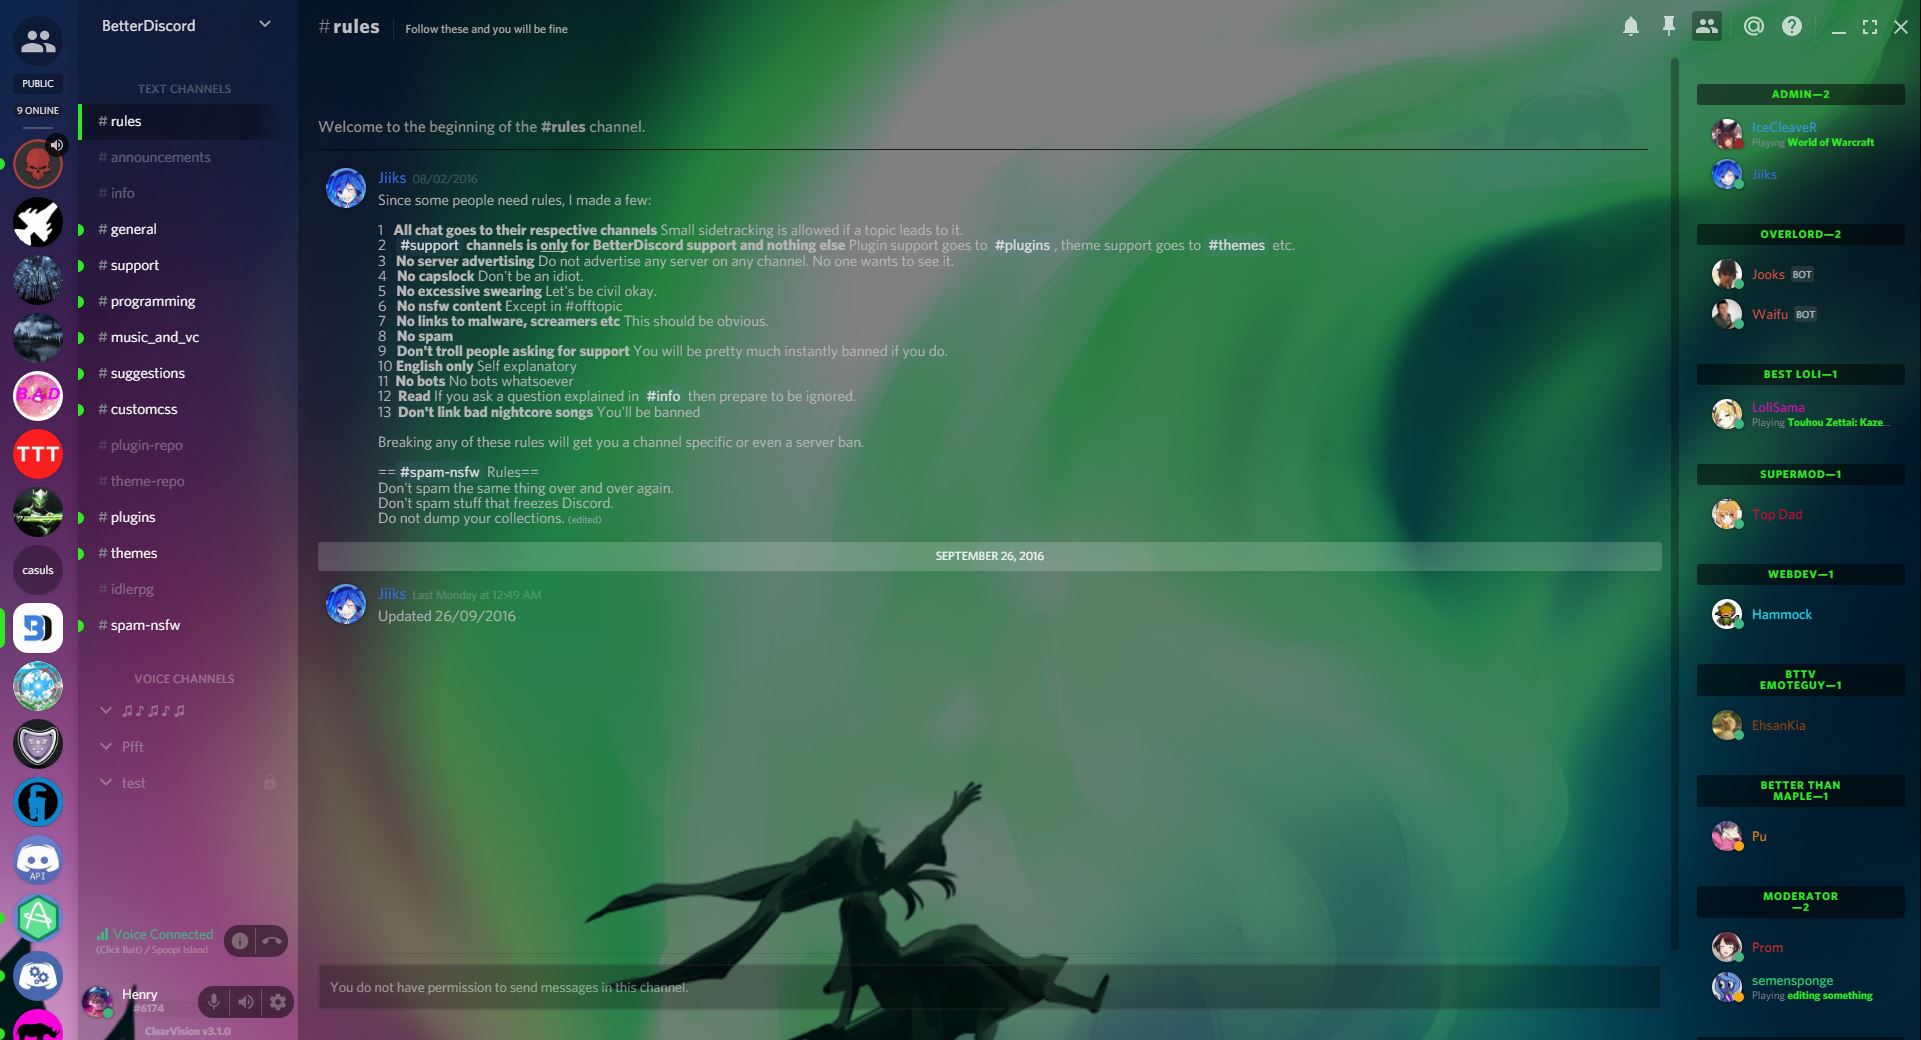 BetterDiscord
#rules
Follow these and you will be fine
PUBLIC
9 ONLINE
B.A.D
TTT
casuls
API
TEXT CHANNELS
# rules
# announcements
# info
# general
# support
# programming
# music_and_vc
# suggestions
# customcss
# plugin-repo
# theme-repo
# plugins
# themes
# idlerpg
# spam-nsfw
VOICE CHANNELS
♫♪♫♪♫
Pfft
test
Voice Connected
(Click Bait) / Spoopi Island
Henry
#6174
ClearVision v3.1.0
Welcome to the beginning of the #rules channel.
Jiiks 08/02/2016
Since some people need rules, I made a few:
1 All chat goes to their respective channels Small sidetracking is allowed if a topic leads to it.
2 #support channels is only for BetterDiscord support and nothing else Plugin support goes to #plugins , theme support goes to #themes etc.
3 No server advertising Do not advertise any server on any channel. No one wants to see it.
4 No capslock Don't be an idiot.
5 No excessive swearing Let's be civil okay.
6 No nsfw content Except in #offtopic
7 No links to malware, screamers etc This should be obvious.
8 No spam
9 Don't troll people asking for support You will be pretty much instantly banned if you do.
10 English only Self explanatory
11 No bots No bots whatsoever
12 Read If you ask a question explained in #info then prepare to be ignored.
13 Don't link bad nightcore songs You'll be banned
Breaking any of these rules will get you a channel specific or even a server ban.
== #spam-nsfw Rules==
Don't spam the same thing over and over again.
Don't spam stuff that freezes Discord.
Do not dump your collections. (edited)
SEPTEMBER 26, 2016
Jiiks Last Monday at 12:49 AM
Updated 26/09/2016
You do not have permission to send messages in this channel.
ADMIN—2
IceCleaveR
Playing World of Warcraft
Jiiks
OVERLORD—2
Jooks BOT
Waifu BOT
BEST LOLI—1
LoliSama
Playing Touhou Zettai: Kaze...
SUPERMOD—1
Top Dad
WEBDEV—1
Hammock
BTTV
EMOTEGUY—1
EhsanKia
BETTER THAN
MAPLE—1
Pu
MODERATOR
—2
Prom
semensponge
Playing editing something